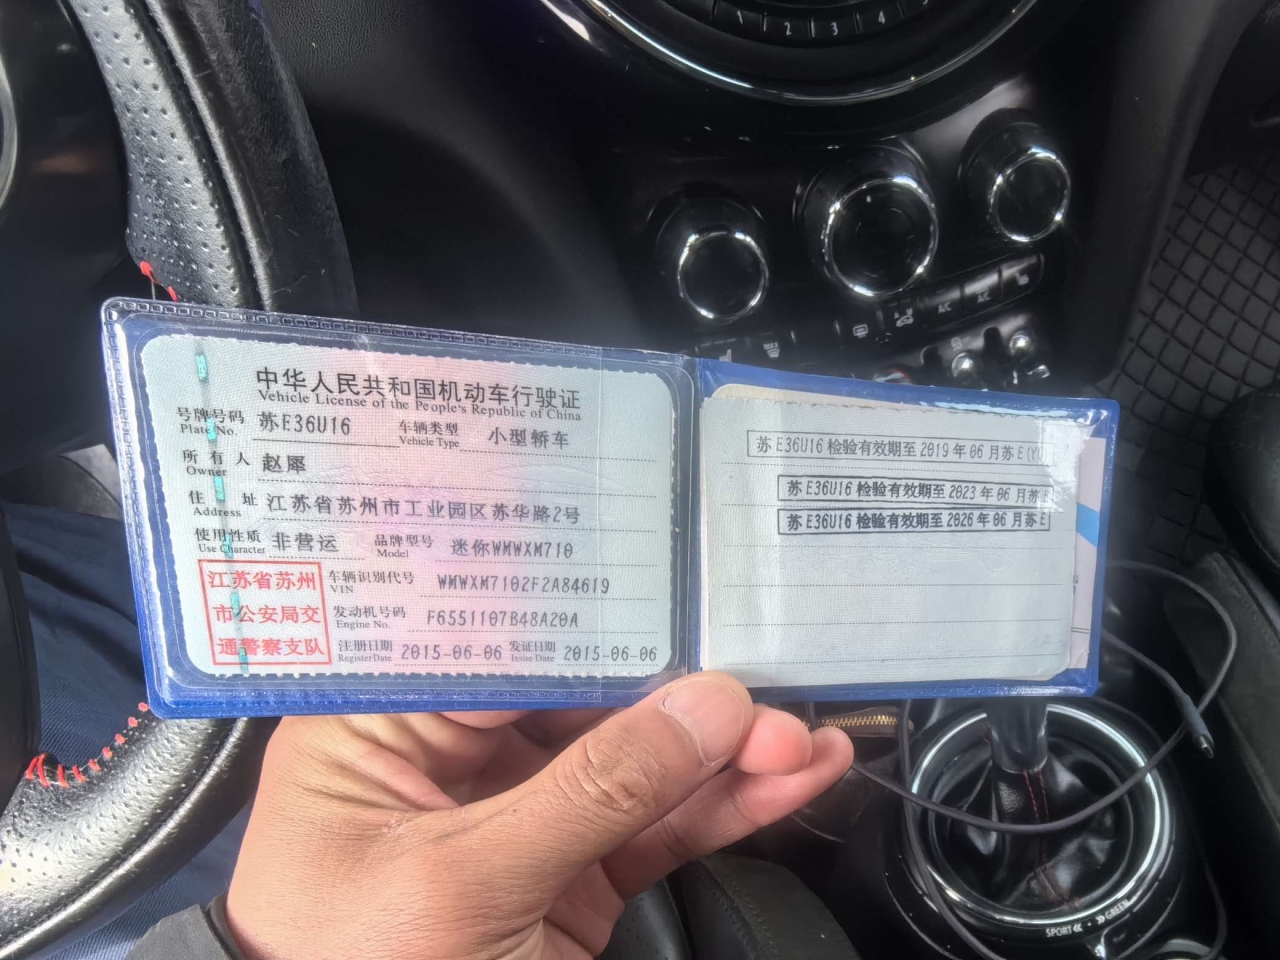 1 2 3 4 5
A/C
A/C
中华人民共和国机动车行驶证
Vehicle License of the People's Republic of China
号牌号码 苏E36U16 车辆类型 小型轿车
Plate No. Vehicle Type
所有人 赵犀
Owner
住址 江苏省苏州市工业园区苏华路2号
Address
使用性质 非营运 品牌型号 迷你WMWXM710
Use Character Model
江苏省苏州
市公安局交
通警察支队
车辆识别代号 WMWXM7102F2A84619
VIN
发动机号码 F6551107B48A20A
Engine No.
注册日期 2015-06-06 发证日期 2015-06-06
Register Date Issue Date
苏E36U16 检验有效期至 2019 年 06 月苏E(Y)
苏E36U16 检验有效期至 2023 年 06 月苏E
苏E36U16 检验有效期至 2026 年 06 月苏E
SPORT GREEN